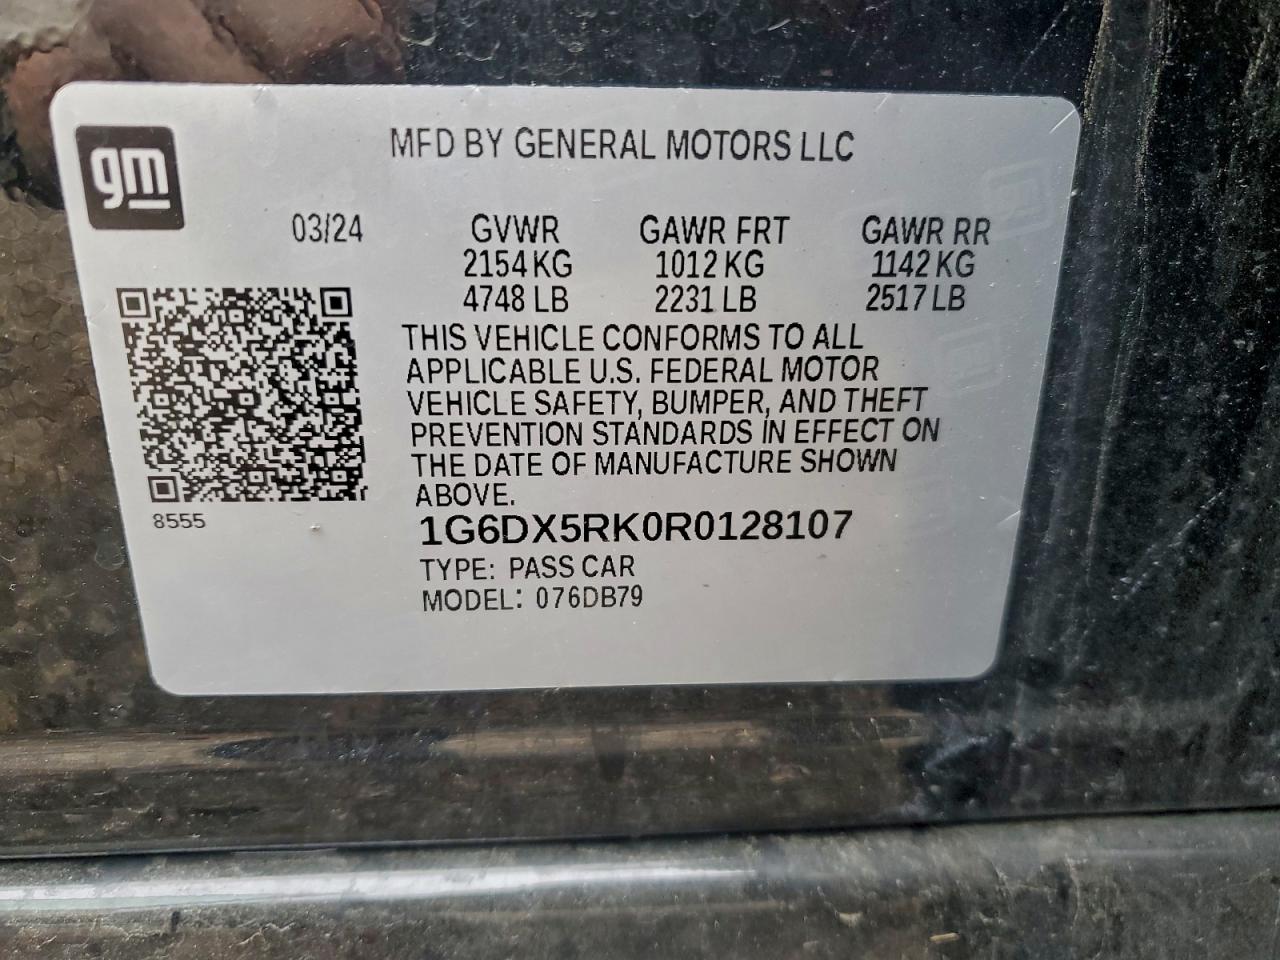 gm
MFD BY GENERAL MOTORS LLC
03/24 GVWR GAWR FRT GAWR RR
2154 KG 1012 KG 1142 KG
4748 LB 2231 LB 2517 LB
THIS VEHICLE CONFORMS TO ALL
APPLICABLE U.S. FEDERAL MOTOR
VEHICLE SAFETY, BUMPER, AND THEFT
PREVENTION STANDARDS IN EFFECT ON
THE DATE OF MANUFACTURE SHOWN
ABOVE.
8555
1G6DX5RK0R0128107
TYPE: PASS CAR
MODEL: 076DB79